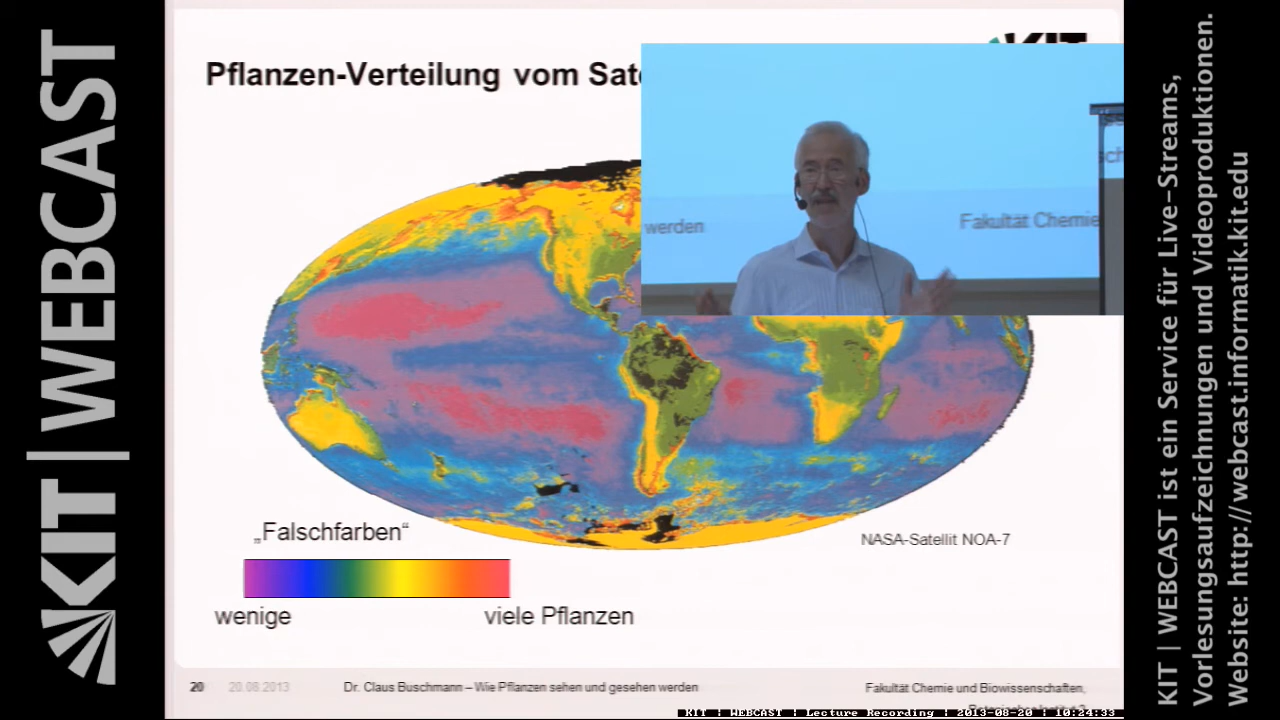 KIT | WEBCAST
Pflanzen-Verteilung vom
KIT
werden
Fakultät Chemie
„Falschfarben“
wenige
viele Pflanzen
NASA-Satellit NOA-7
20
20.08.2013
Dr. Claus Buschmann – Wie Pflanzen sehen und gesehen werden
Fakultät Chemie und Biowissenschaften,
KIT : WEBCAST : Lecture Recording : 2013-08-20 : 10:24:33
KIT | WEBCAST ist ein Service für Live-Streams,
Vorlesungsaufzeichnungen und Videoproduktionen.
Website: http://webcast.informatik.kit.edu